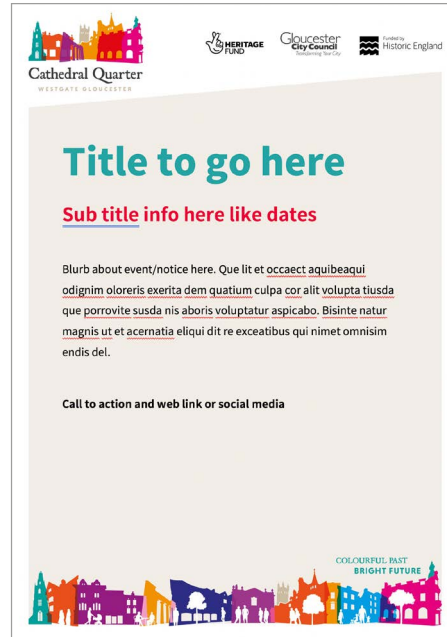 Cathedral Quarter
WESTGATE GLOUCESTER
HERITAGE
FUND
Gloucester
City Council
Transforming Your City
Funded by
Historic England
Title to go here
Sub title info here like dates
Blurb about event/notice here. Que lit et occaect aquibeaqui
odignim oloreris exerita dem quatium culpa cor alit volupta tiusda
que porrovite susda nis aboris voluptatur aspicabo. Bisinte natur
magnis ut et acernatia eliqui dit re exceatibus qui nimet omnisim
endis del.
Call to action and web link or social media
COLOURFUL PAST
BRIGHT FUTURE